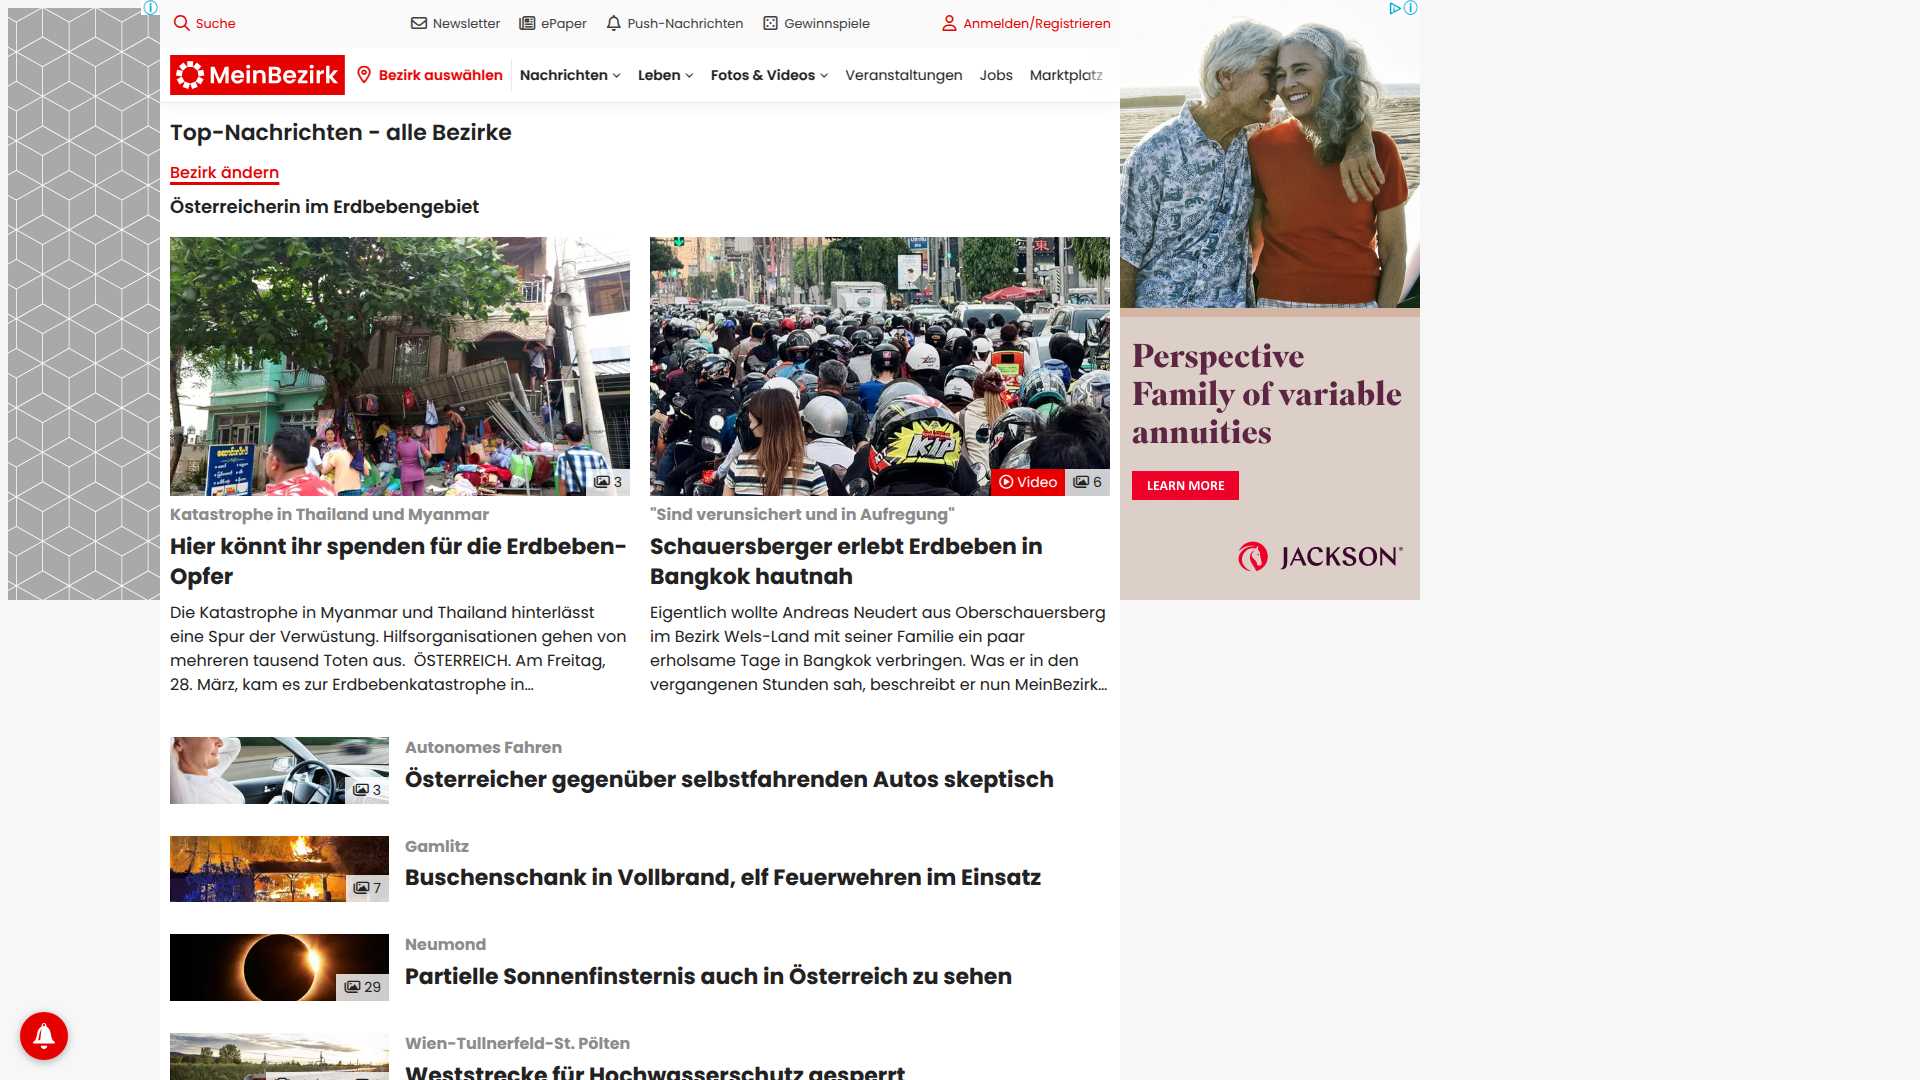 Suche
Newsletter
ePaper
Push-Nachrichten
Gewinnspiele
Anmelden/Registrieren
MeinBezirk
Bezirk auswählen
Nachrichten
Leben
Fotos & Videos
Veranstaltungen
Jobs
Marktplatz
Top-Nachrichten - alle Bezirke
Bezirk ändern
Österreicherin im Erdbebengebiet
3
KiP
Video
6
Katastrophe in Thailand und Myanmar
Hier könnt ihr spenden für die Erdbeben-
Opfer
Die Katastrophe in Myanmar und Thailand hinterlässt
eine Spur der Verwüstung. Hilfsorganisationen gehen von
mehreren tausend Toten aus.  ÖSTERREICH. Am Freitag,
28. März, kam es zur Erdbebenkatastrophe in...
"Sind verunsichert und in Aufregung"
Schauersberger erlebt Erdbeben in
Bangkok hautnah
Eigentlich wollte Andreas Neudert aus Oberschauersberg
im Bezirk Wels-Land mit seiner Familie ein paar
erholsame Tage in Bangkok verbringen. Was er in den
vergangenen Stunden sah, beschreibt er nun MeinBezirk...
3
Autonomes Fahren
Österreicher gegenüber selbstfahrenden Autos skeptisch
7
Gamlitz
Buschenschank in Vollbrand, elf Feuerwehren im Einsatz
29
Neumond
Partielle Sonnenfinsternis auch in Österreich zu sehen
Wien-Tullnerfeld-St. Pölten
Weststrecke für Hochwasserschutz gesperrt
Perspective
Family of variable
annuities
LEARN MORE
JACKSON®